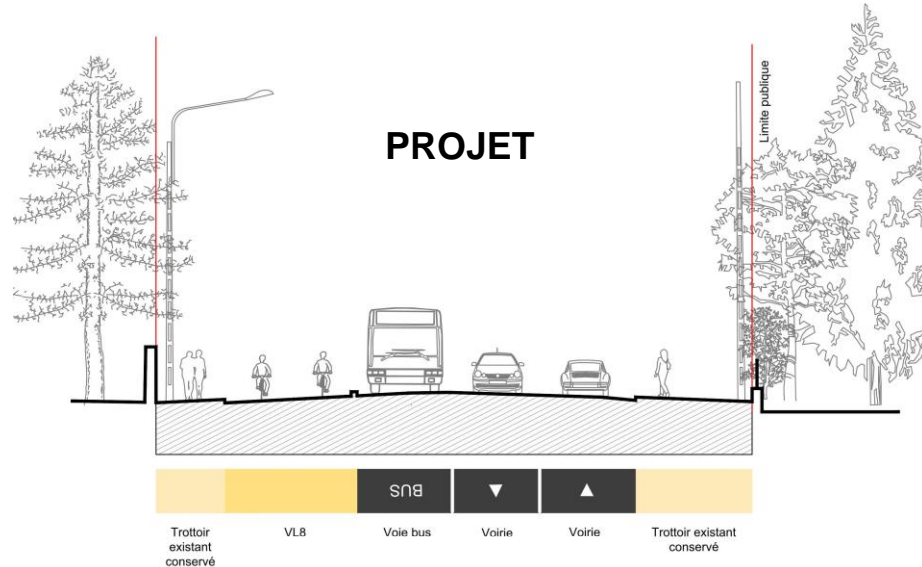 PROJET
Limite publique
BUS
▼
▲
Trottoir
existant
conservé
VL8
Voie bus
Voirie
Voirie
Trottoir existant
conservé